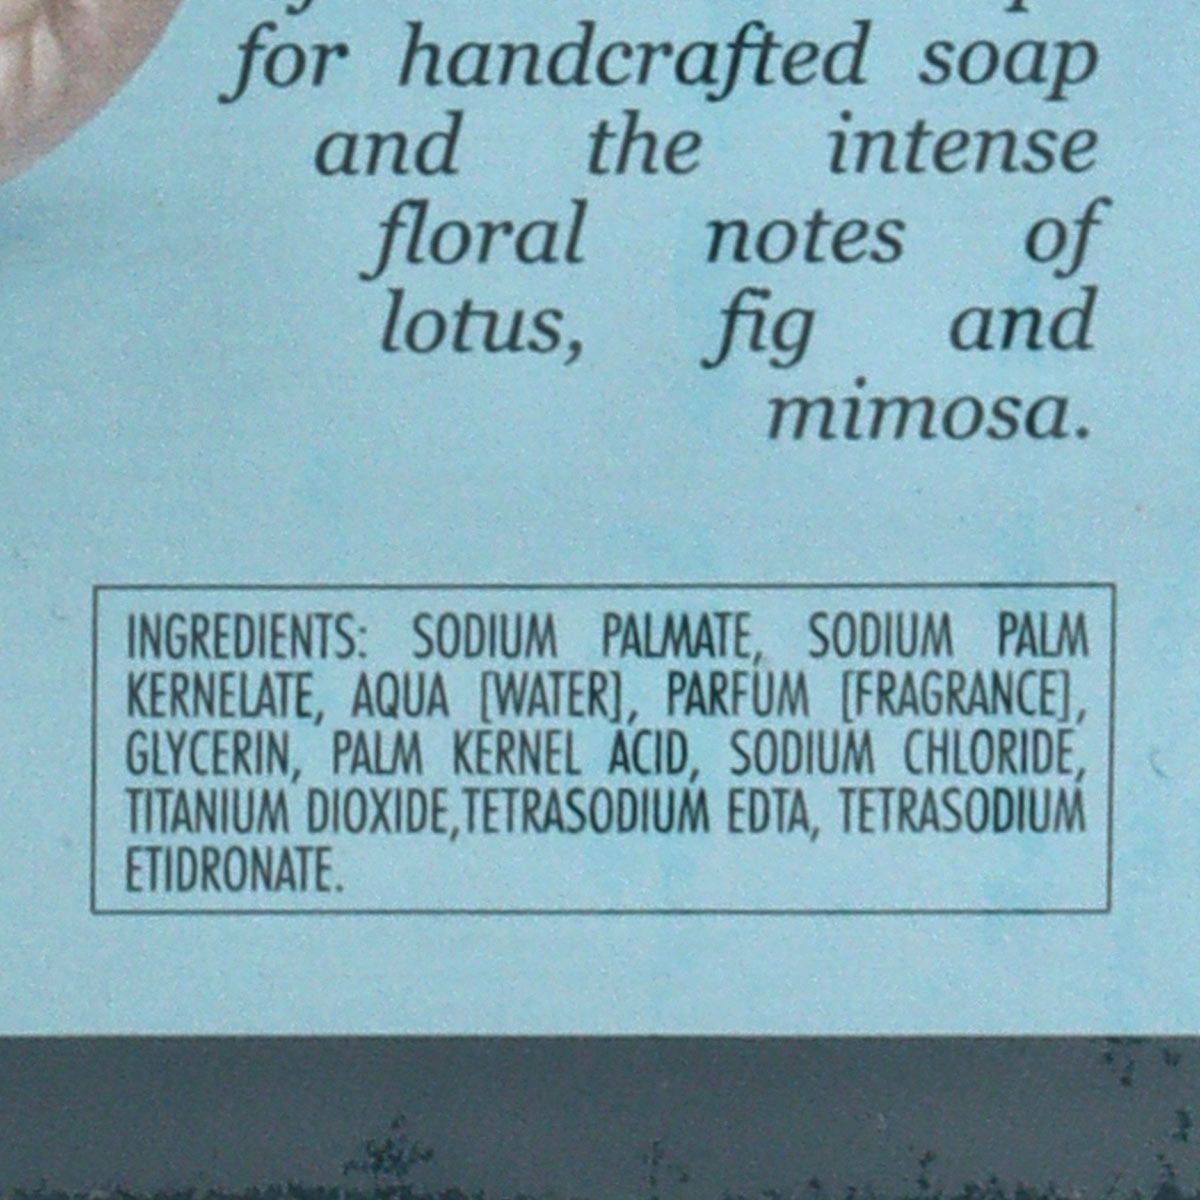 for handcrafted soap
and the intense
floral notes of
lotus, fig and
mimosa.
INGREDIENTS: SODIUM PALMATE, SODIUM PALM
KERNELATE, AQUA [WATER], PARFUM [FRAGRANCE],
GLYCERIN, PALM KERNEL ACID, SODIUM CHLORIDE,
TITANIUM DIOXIDE,TETRASODIUM EDTA, TETRASODIUM
ETIDRONATE.